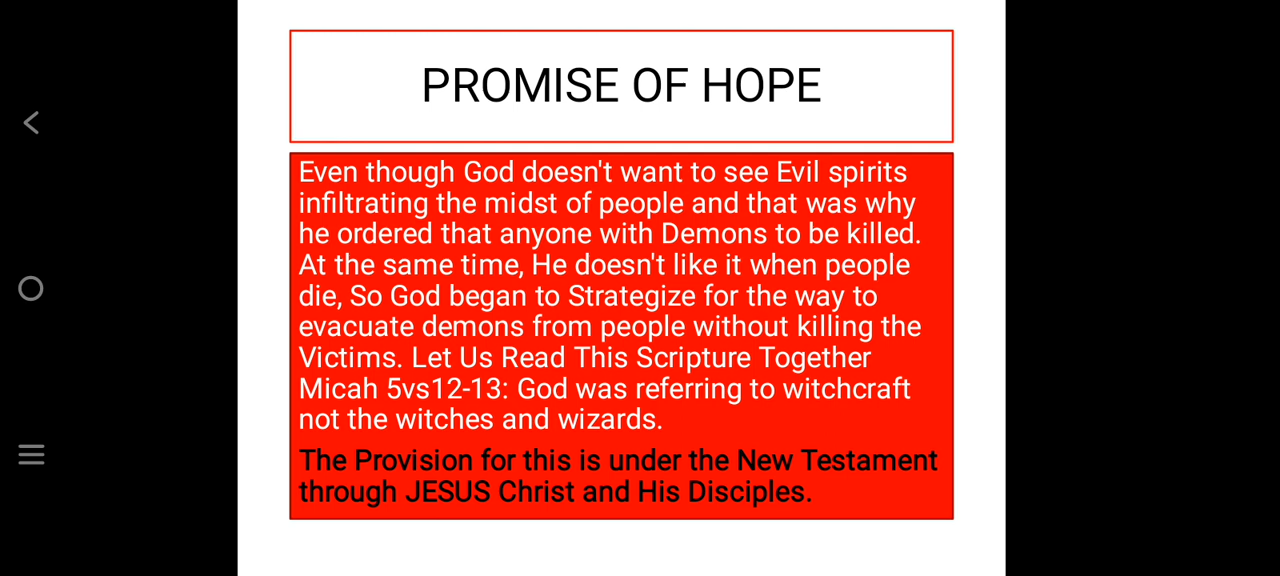 PROMISE OF HOPE
Even though God doesn't want to see Evil spirits
infiltrating the midst of people and that was why
he ordered that anyone with Demons to be killed.
At the same time, He doesn't like it when people
die, So God began to Strategize for the way to
evacuate demons from people without killing the
Victims. Let Us Read This Scripture Together
Micah 5vs12-13: God was referring to witchcraft
not the witches and wizards.
The Provision for this is under the New Testament
through JESUS Christ and His Disciples.